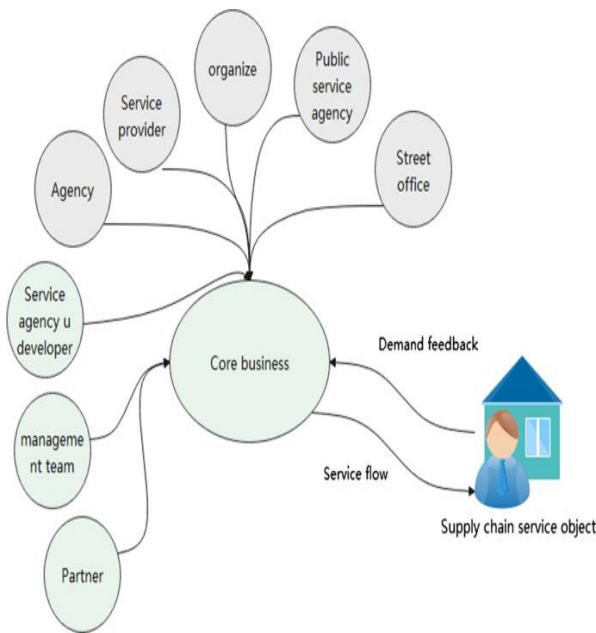 organize
Public
service
agency
Service
provider
Street
office
Agency
Service
agency u
developer
Core business
Demand feedback
manageme
nt team
Service flow
Supply chain service object
Partner